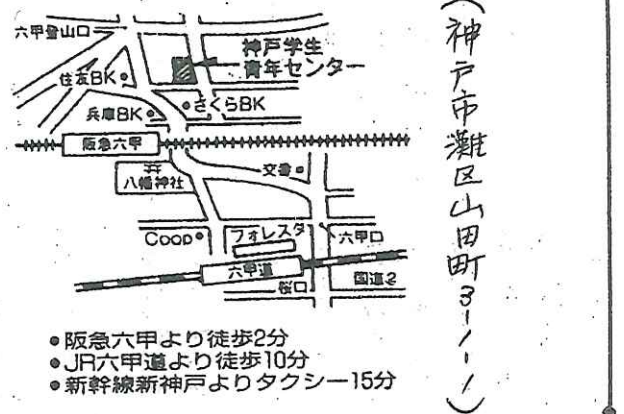 六甲登山口
神戸学生
青年センター
住友BK
さくらBK
兵庫BK
阪急六甲
八幡神社
交番
Coop
フォレスタ
六甲口
六甲道
桜口
国道2
●阪急六甲より徒歩2分
●JR六甲道より徒歩10分
●新幹線新神戸よりタクシー15分
(神戸市灘区山田町3-1-1)